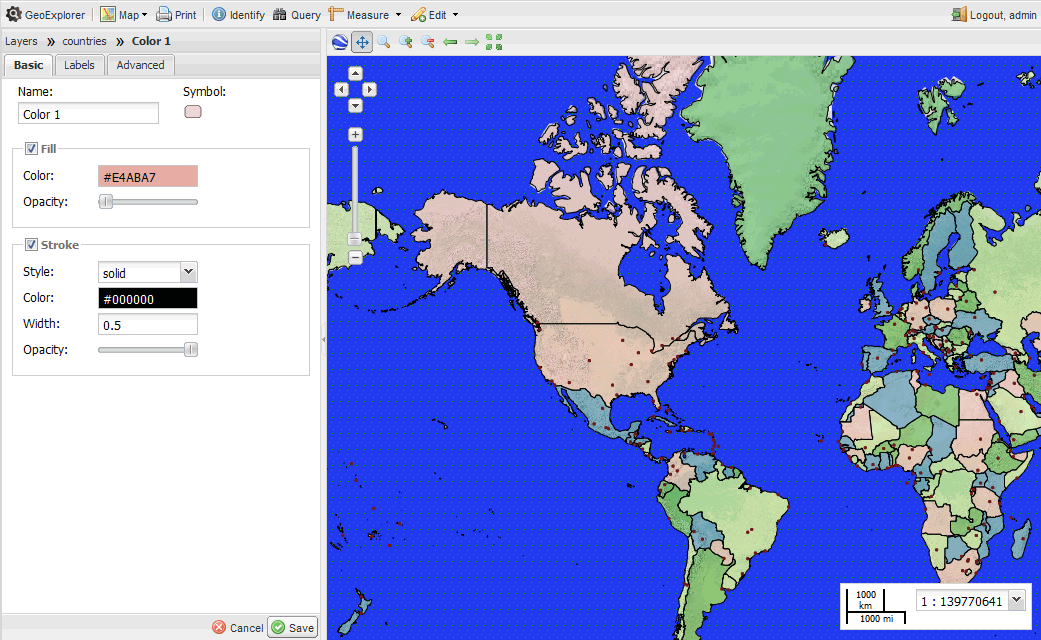 GeoExplorer Map Print Identify Query Measure Edit Logout, admin
Layers » countries » Color 1
Basic Labels Advanced
Name: Symbol:
Color 1
Fill
Color: #E4ABA7
Opacity:
Stroke
Style: solid
Color: #000000
Width: 0.5
Opacity:
1000
km
1000 mi
1 : 139770641
Cancel Save